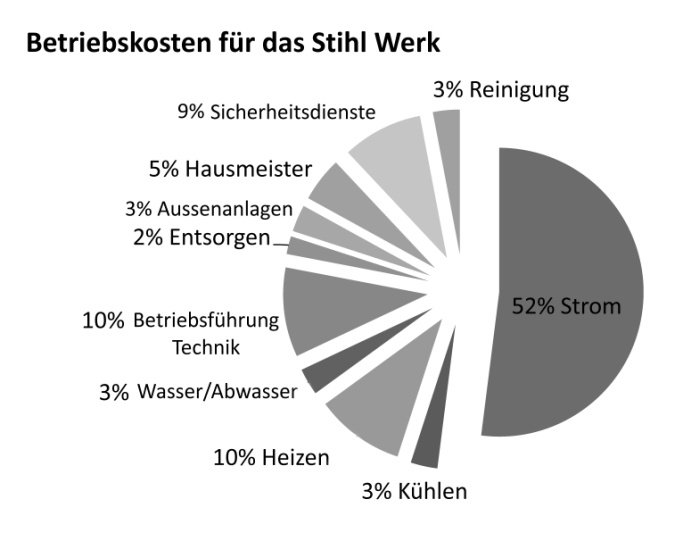 Betriebskosten für das Stihl Werk
3% Reinigung
9% Sicherheitsdienste
5% Hausmeister
3% Aussenanlagen
2% Entsorgen
52% Strom
10% Betriebsführung
Technik
3% Wasser/Abwasser
10% Heizen
3% Kühlen